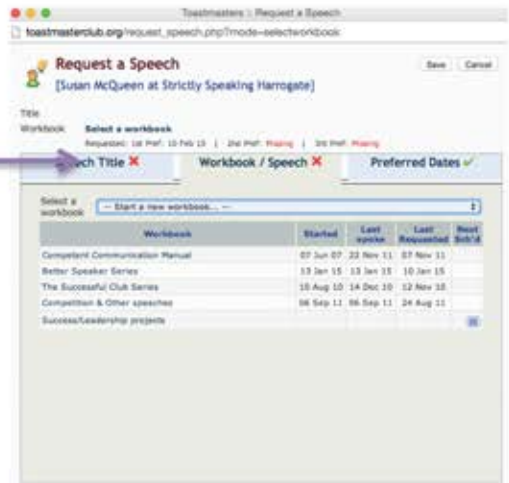 Toastmasters :: Request a Speech
toastmasterclub.org/request_speech.php?mode=selectworkbook
Request a Speech
Save Cancel
[Susan McQueen at Strictly Speaking Harrogate]
Title
Workbook Select a workbook
Requested: 1st Pref: 10 Feb 15 | 2nd Pref: Missing | 3rd Pref: Missing
ch Title ✖ Workbook / Speech ✖ Preferred Dates ✓
Select a workbook -- Start a new workbook... --
Workbook Started Last spoke Last Requested Next Sch'd
Competent Communication Manual 07 Jun 07 22 Nov 11 07 Nov 11
Better Speaker Series 13 Jan 15 13 Jan 15 10 Jan 15
The Successful Club Series 10 Aug 10 14 Dec 10 12 Nov 10
Competition & Other speeches 06 Sep 11 06 Sep 11 24 Aug 11
Success/Leadership projects